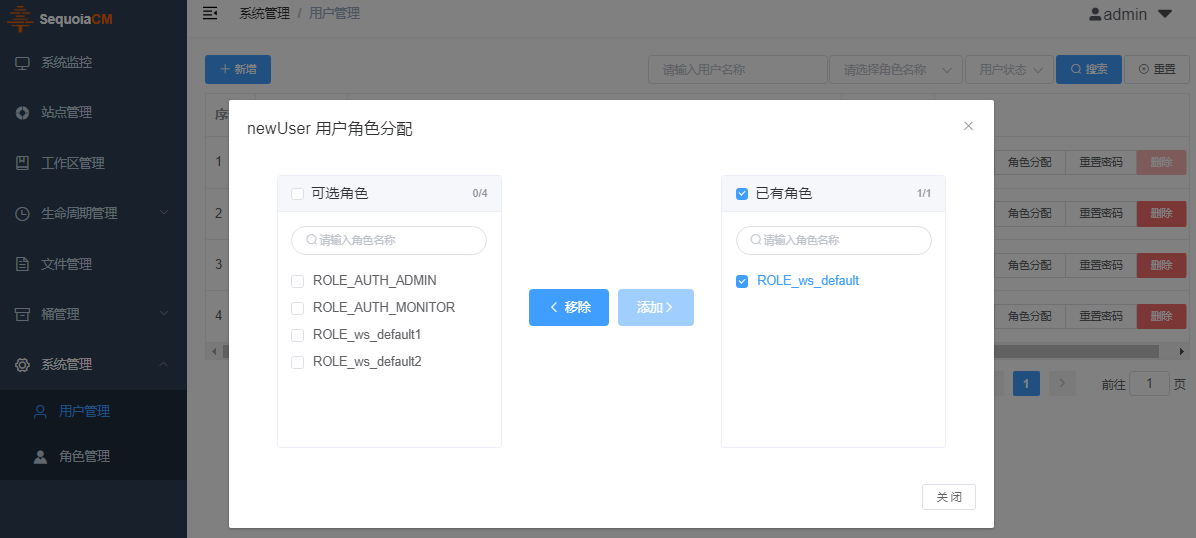 SequoiaCM
系统管理 / 用户管理
admin
系统监控
站点管理
工作区管理
生命周期管理
文件管理
桶管理
系统管理
用户管理
角色管理
新增
请输入用户名称
请选择角色名称
用户状态
搜索
重置
序
1
角色分配 重置密码 删除
2
角色分配 重置密码 删除
3
角色分配 重置密码 删除
4
角色分配 重置密码 删除
1
前往 1 页
newUser 用户角色分配
可选角色 0/4
请输入角色名称
ROLE_AUTH_ADMIN
ROLE_AUTH_MONITOR
ROLE_ws_default1
ROLE_ws_default2
移除
添加
已有角色 1/1
请输入角色名称
ROLE_ws_default
关 闭